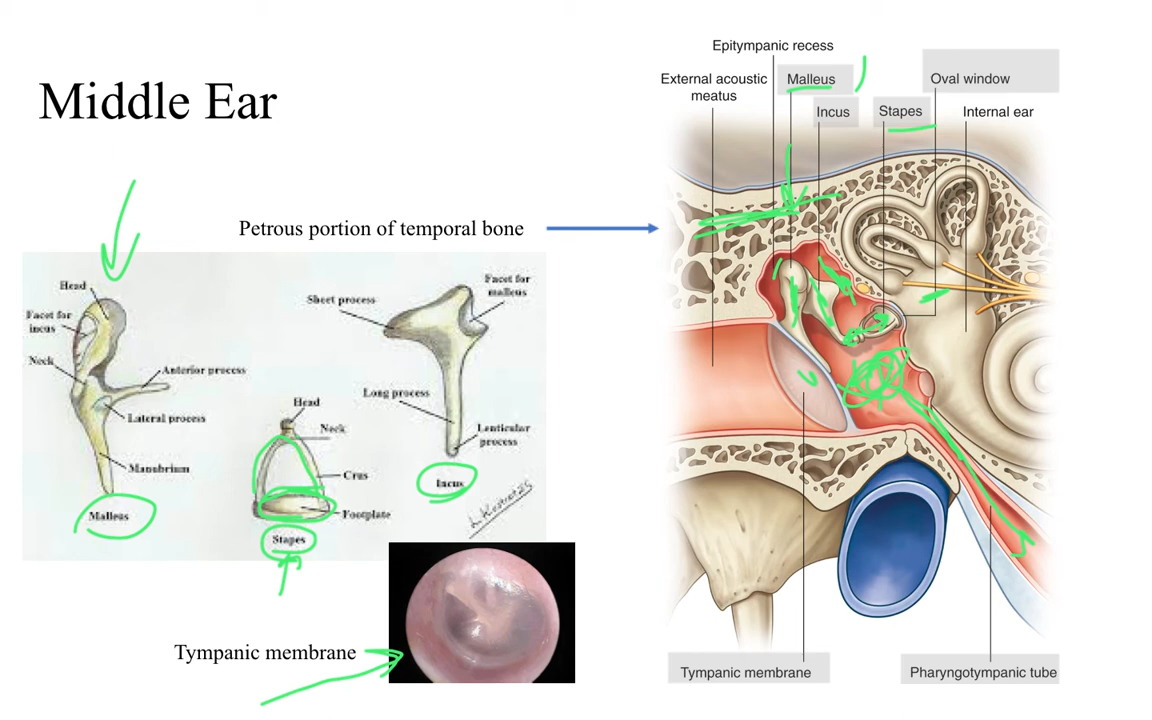 Middle Ear
Petrous portion of temporal bone
Head
Facet for
incus
Neck
Anterior process
Lateral process
Manubrium
Malleus
Head
Neck
Crus
Footplate
Stapes
Short process
Facet for
malleus
Long process
Lenticular
process
Incus
Tympanic membrane
Epitympanic recess
External acoustic
meatus
Malleus
Incus
Stapes
Oval window
Internal ear
Tympanic membrane
Pharyngotympanic tube